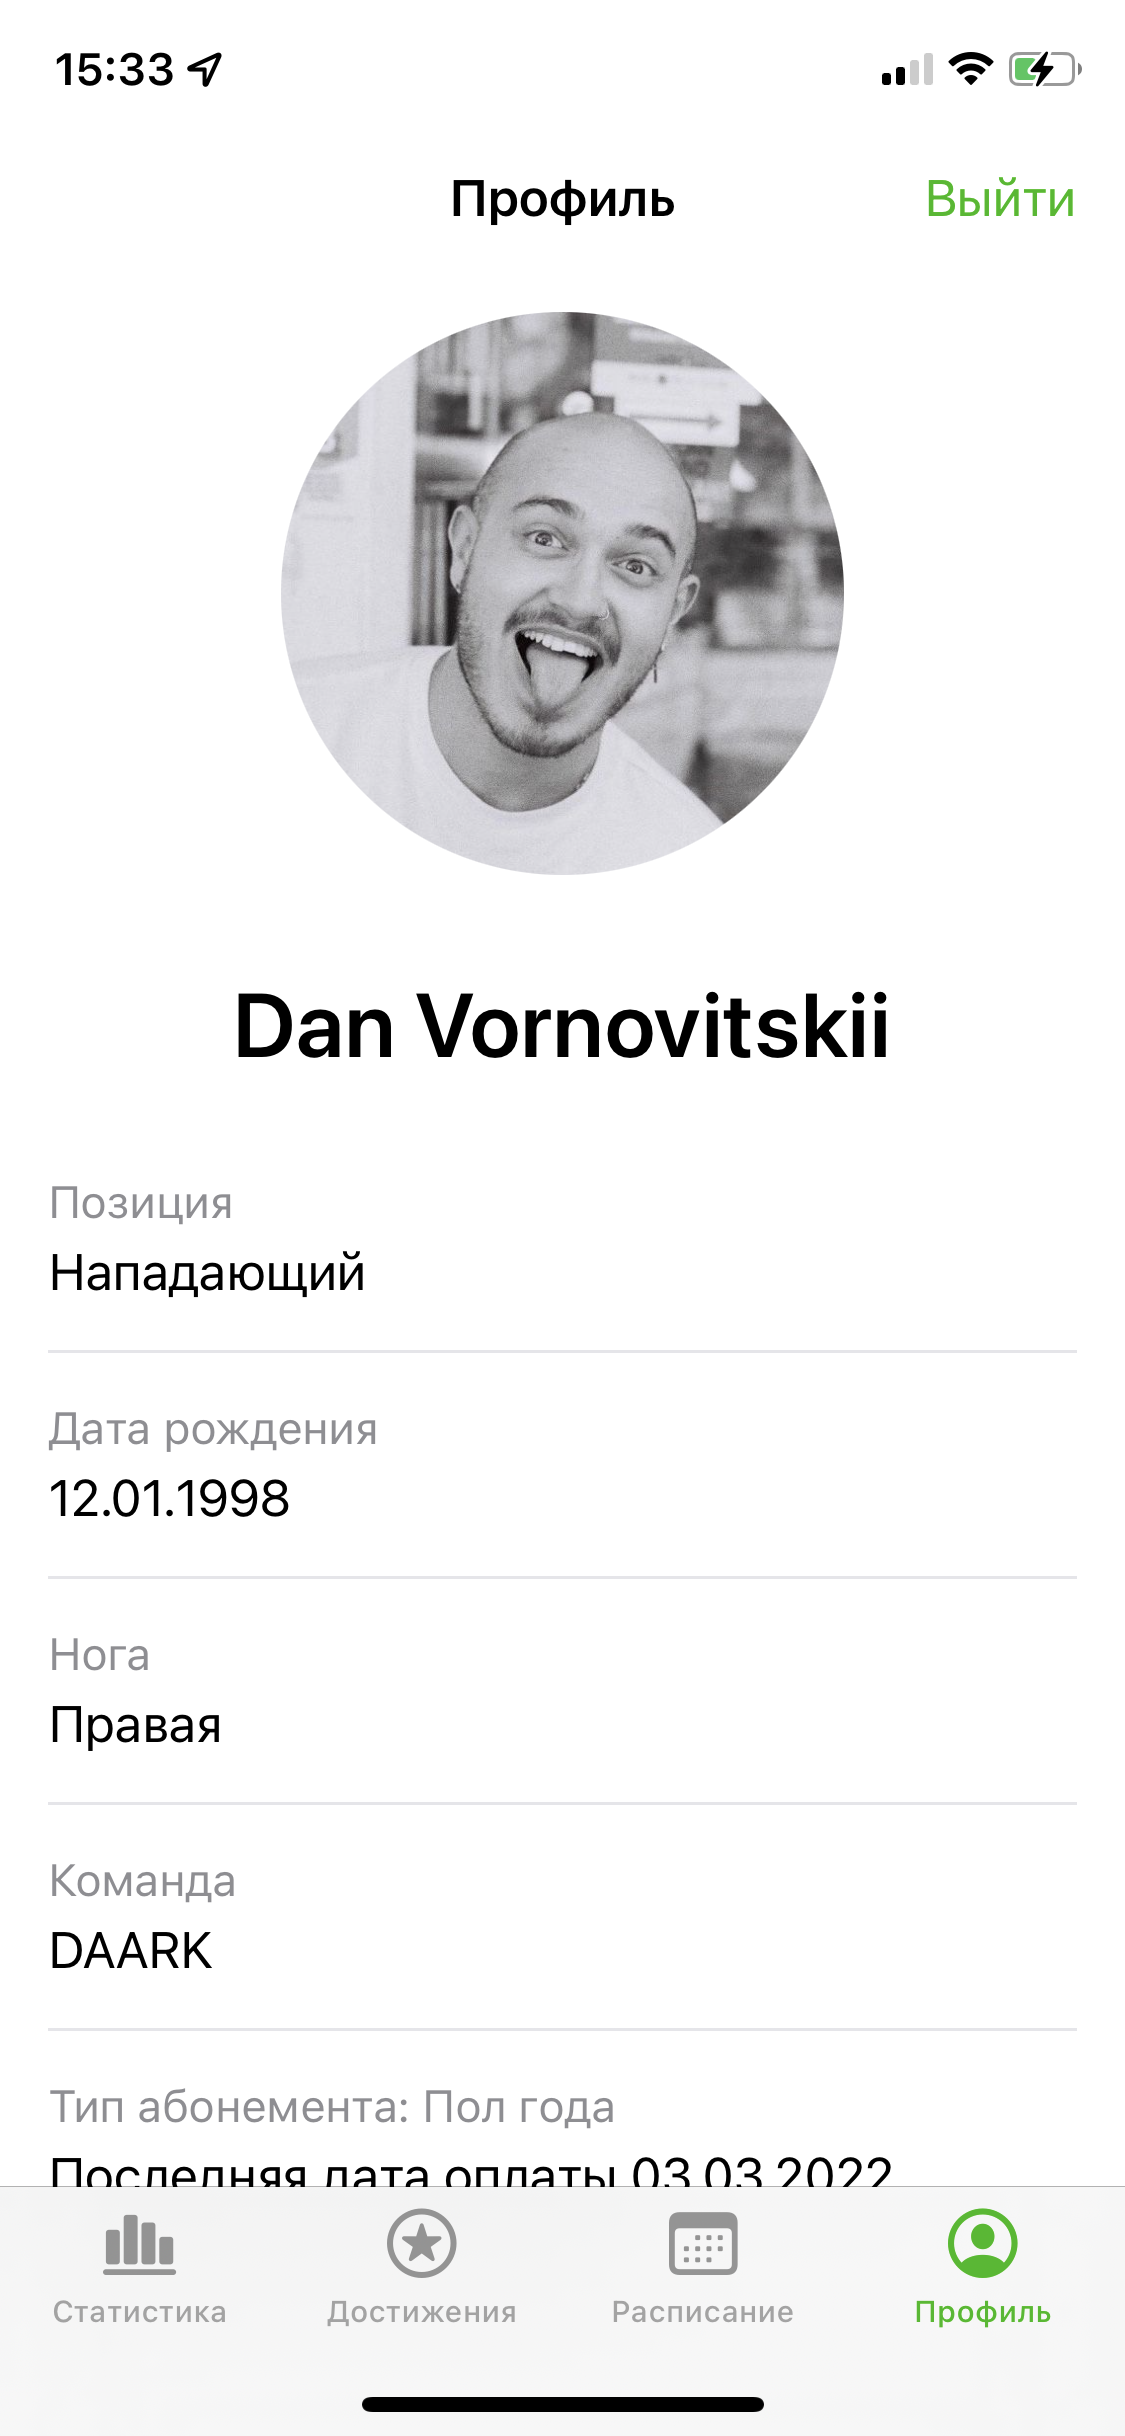 15:33
Профиль
Выйти
Dan Vornovitskii
Позиция
Нападающий
Дата рождения
12.01.1998
Нога
Правая
Команда
DAARK
Тип абонемента: Пол года
Последняя дата оплаты 03.03.2022
Статистика
Достижения
Расписание
Профиль